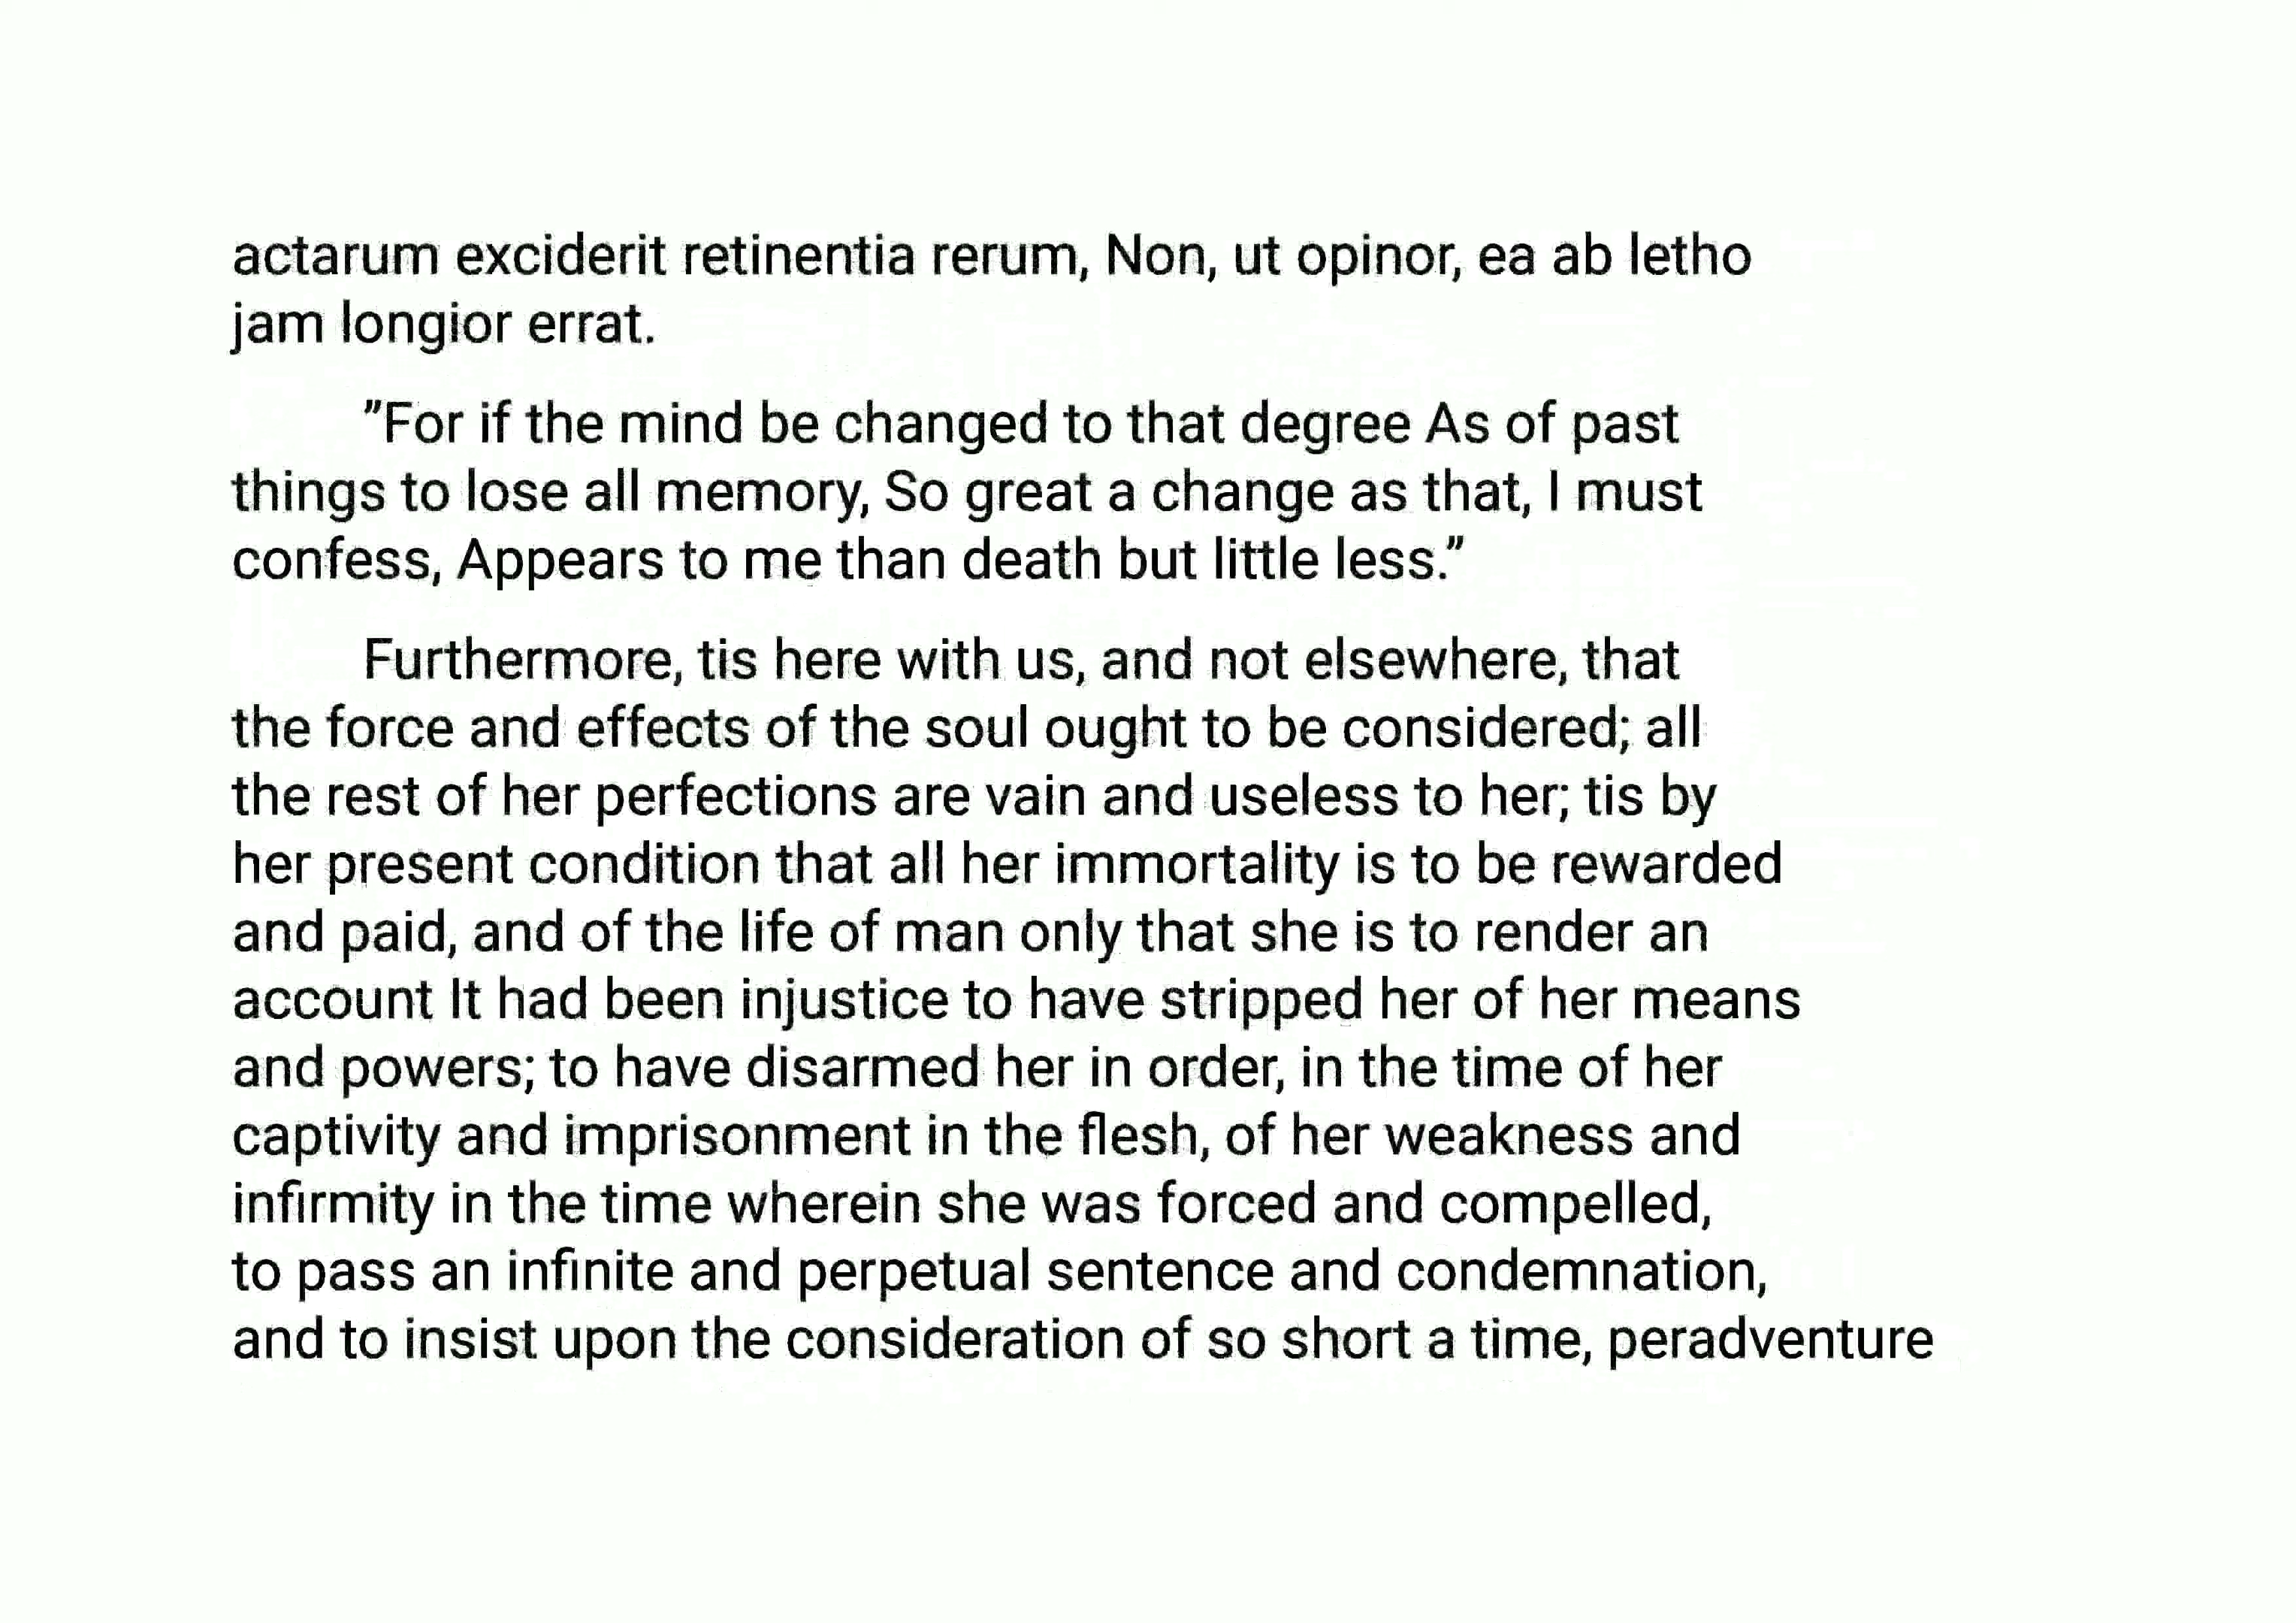 actarum exciderit retinentia rerum, Non, ut opinor, ea ab letho
jam longior errat.
”For if the mind be changed to that degree As of past
things to lose all memory, So great a change as that, I must
confess, Appears to me than death but little less.”
Furthermore, tis here with us, and not elsewhere, that
the force and effects of the soul ought to be considered; all
the rest of her perfections are vain and useless to her; tis by
her present condition that all her immortality is to be rewarded
and paid, and of the life of man only that she is to render an
account It had been injustice to have stripped her of her means
and powers; to have disarmed her in order, in the time of her
captivity and imprisonment in the flesh, of her weakness and
infirmity in the time wherein she was forced and compelled,
to pass an infinite and perpetual sentence and condemnation,
and to insist upon the consideration of so short a time, peradventure